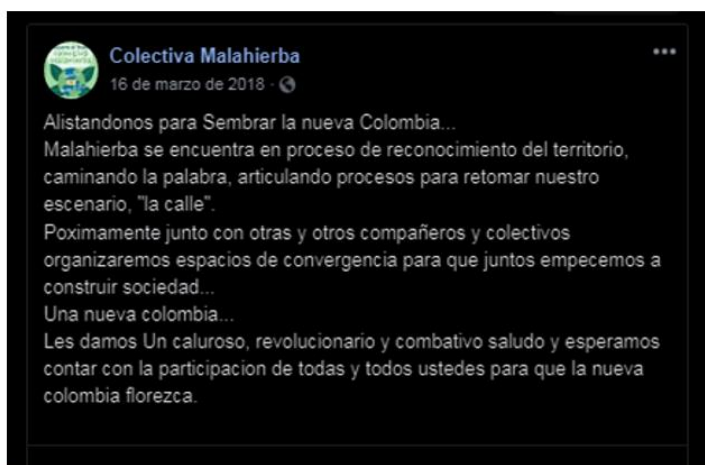 Colectiva Malahierba
16 de marzo de 2018 ·
Alistandonos para Sembrar la nueva Colombia...
Malahierba se encuentra en proceso de reconocimiento del territorio,
caminando la palabra, articulando procesos para retomar nuestro
escenario, "la calle".
Poximamente junto con otras y otros compañeros y colectivos
organizaremos espacios de convergencia para que juntos empecemos a
construir sociedad...
Una nueva colombia...
Les damos Un caluroso, revolucionario y combativo saludo y esperamos
contar con la participacion de todas y todos ustedes para que la nueva
colombia florezca.